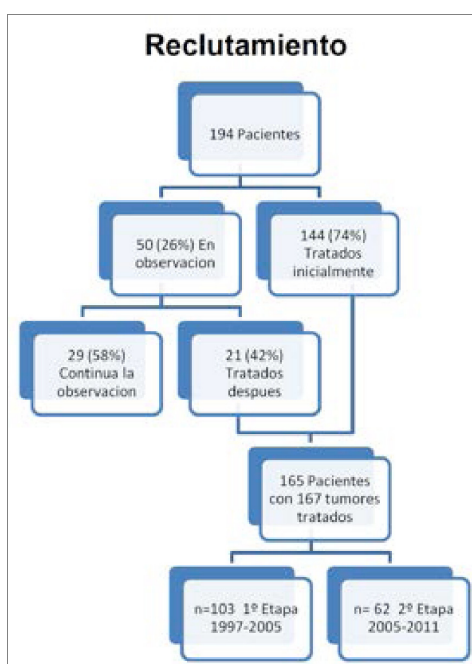 Reclutamiento
194 Pacientes
50 (26%) En
observacion
144 (74%)
Tratados
inicialmente
29 (58%)
Continua la
observacion
21 (42%)
Tratados
despues
165 Pacientes
con 167 tumores
tratados
n=103 1º Etapa
1997-2005
n= 62 2º Etapa
2005-2011